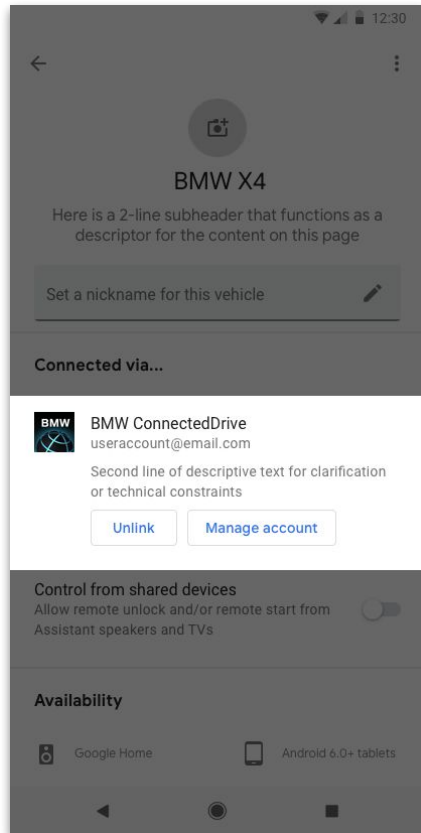 12:30
BMW X4
Here is a 2-line subheader that functions as a
descriptor for the content on this page
Set a nickname for this vehicle
Connected via...
BMW
BMW ConnectedDrive
useraccount@email.com
Second line of descriptive text for clarification
or technical constraints
Unlink
Manage account
Control from shared devices
Allow remote unlock and/or remote start from
Assistant speakers and TVs
Availability
Google Home
Android 6.0+ tablets